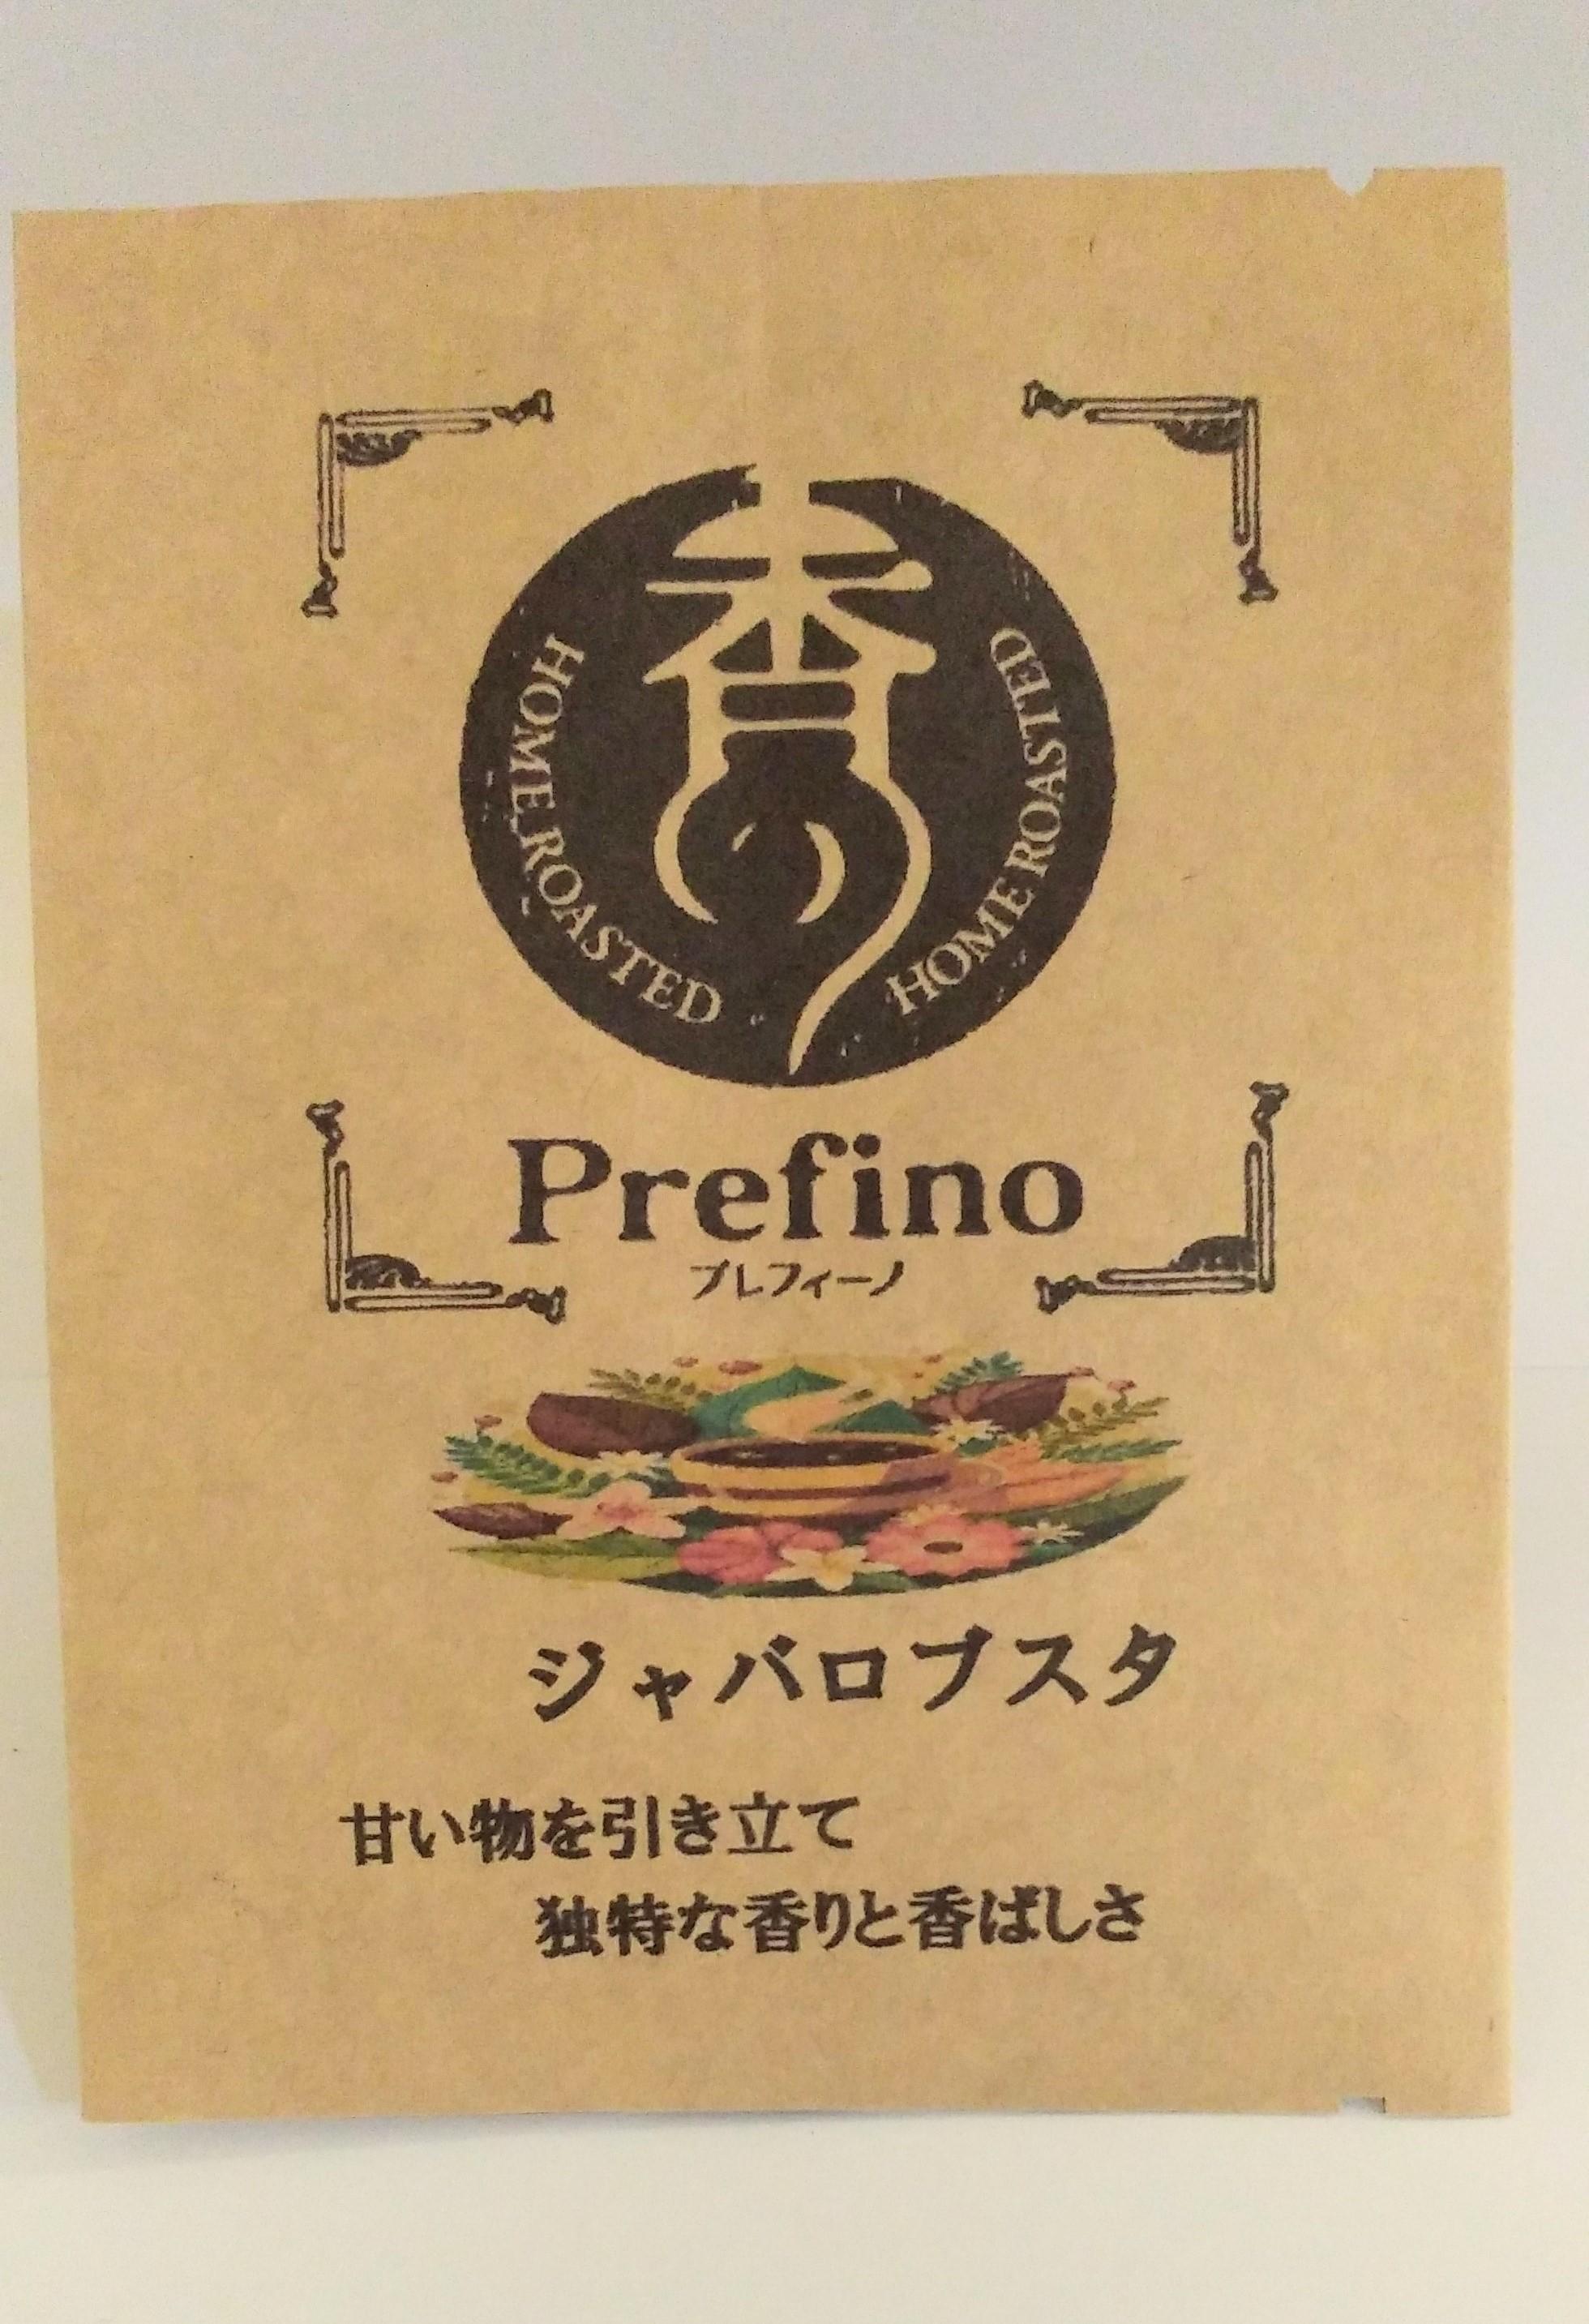 香
HOME ROASTED
HOME ROASTED
Prefino
プレフィーノ
ジャバロブスタ
甘い物を引き立て
独特な香りと香ばしさ